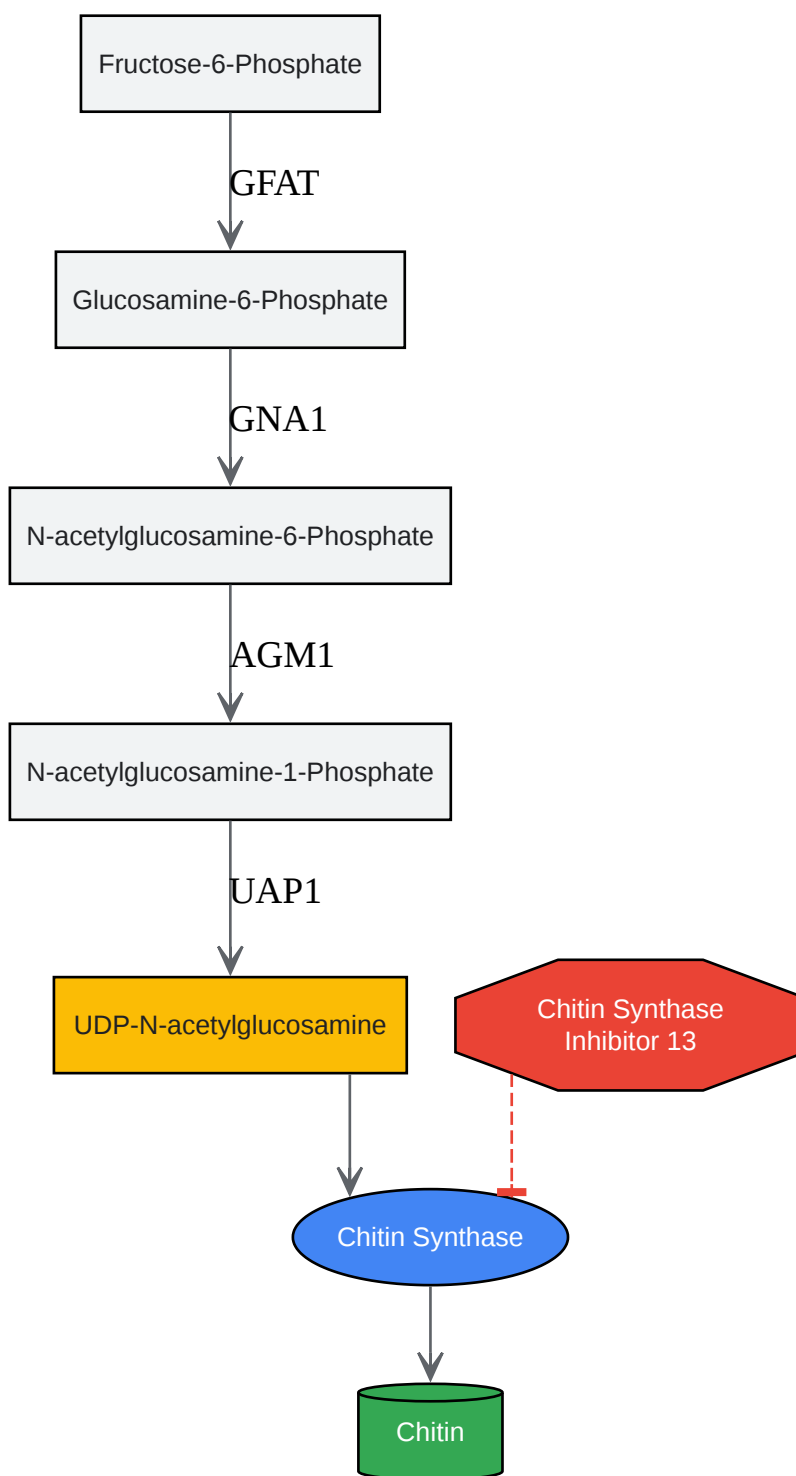 Fructose-6-Phosphate
GFAT
Glucosamine-6-Phosphate
GNA1
N-acetylglucosamine-6-Phosphate
AGM1
N-acetylglucosamine-1-Phosphate
UAP1
UDP-N-acetylglucosamine
Chitin Synthase
Inhibitor 13
Chitin Synthase
Chitin